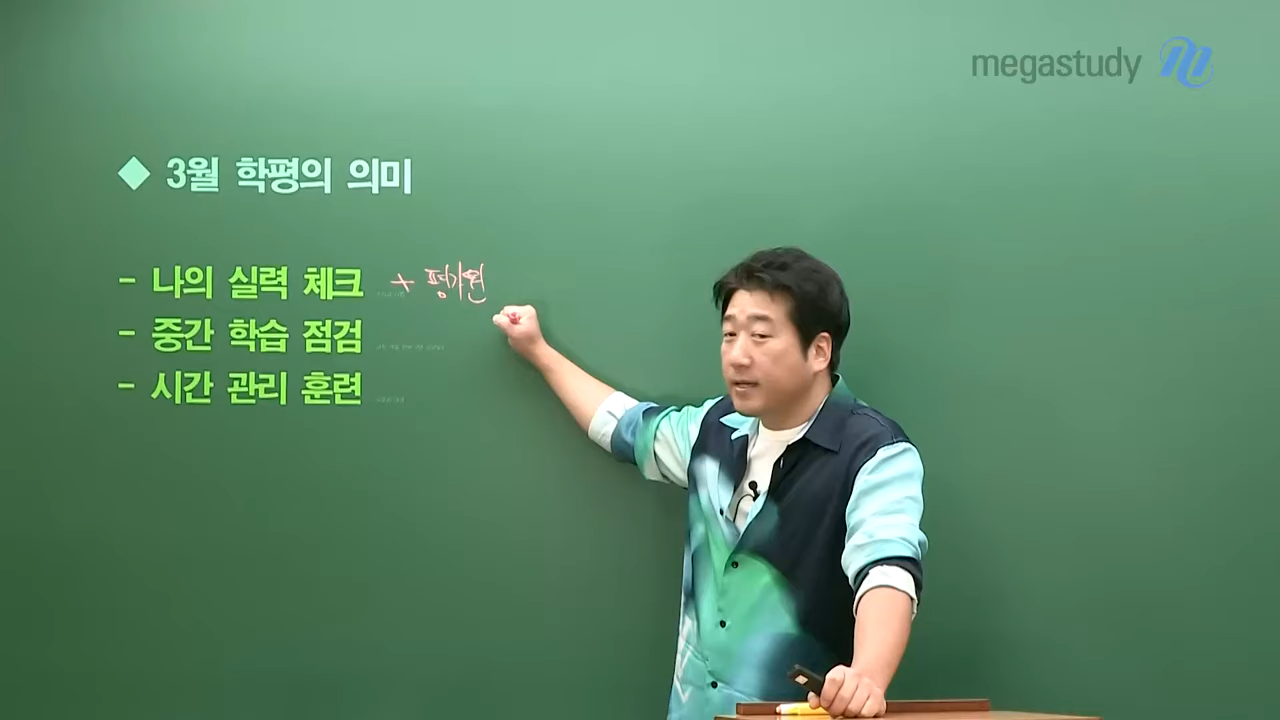 megastudy
◆ 3월 학평의 의미
- 나의 실력 체크 + 평가원
- 중간 학습 점검
- 시간 관리 훈련